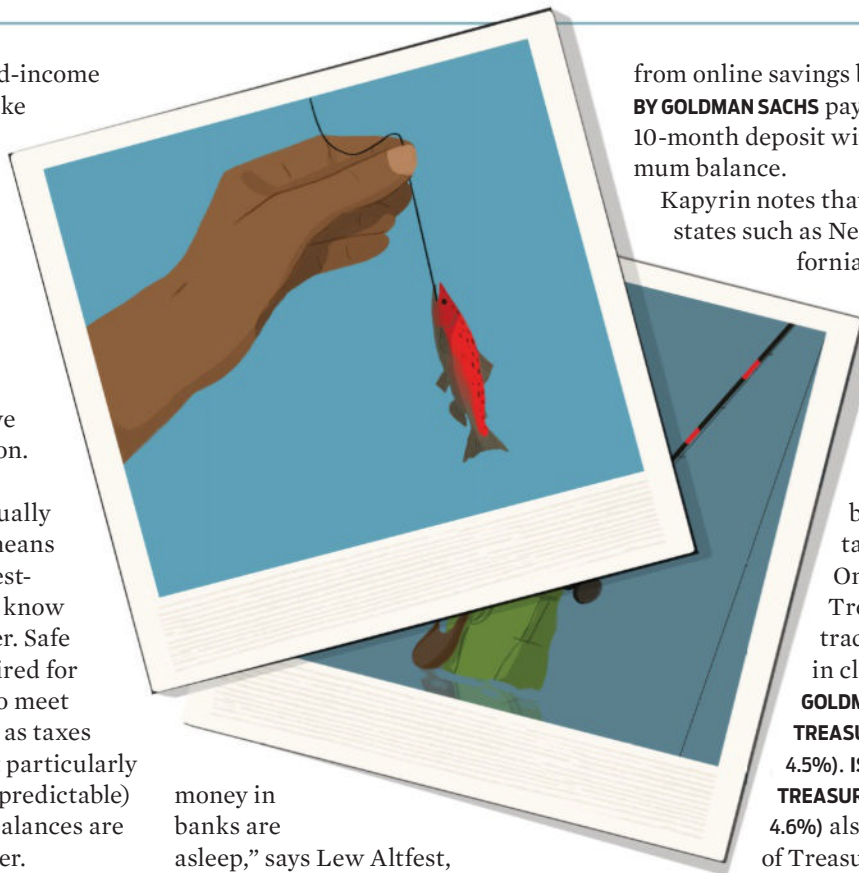 d-income
ke
ve
on.
ually
means
est-
know
er. Safe
ired for
o meet
as taxes
particularly
predictable)
alances are
er.
money in
banks are
asleep,” says Lew Altfest,
from online savings b
BY GOLDMAN SACHS pay
10-month deposit wi
mum balance.
Kapyrin notes tha
states such as Ne
fornia
b
ta
On
Tre
trad
in cl
GOLDM
TREASU
4.5%). IS
TREASUR
4.6%) als
of Treasu